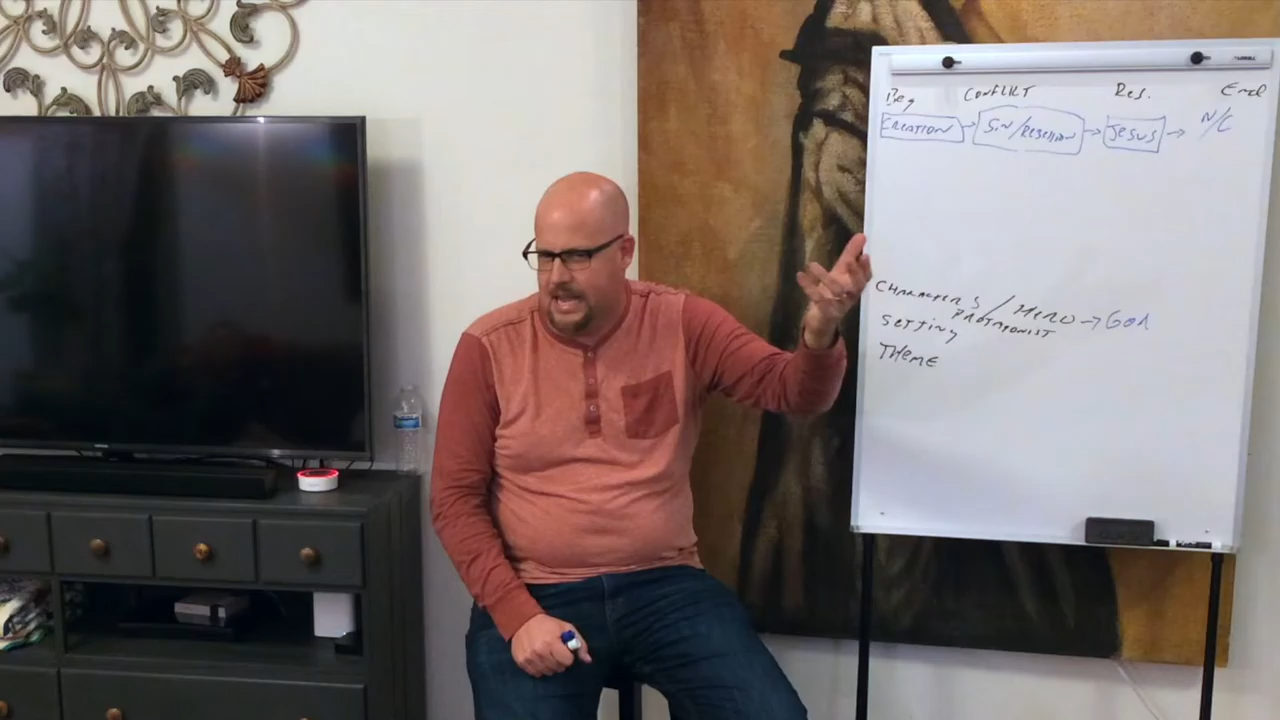 Beg CONFLICT Res. End
CREATION → SIN/REBELLION → JESUS → N/C
CHARACTERS / HERO → GOD
PROTAGONIST
SETTING
THEME